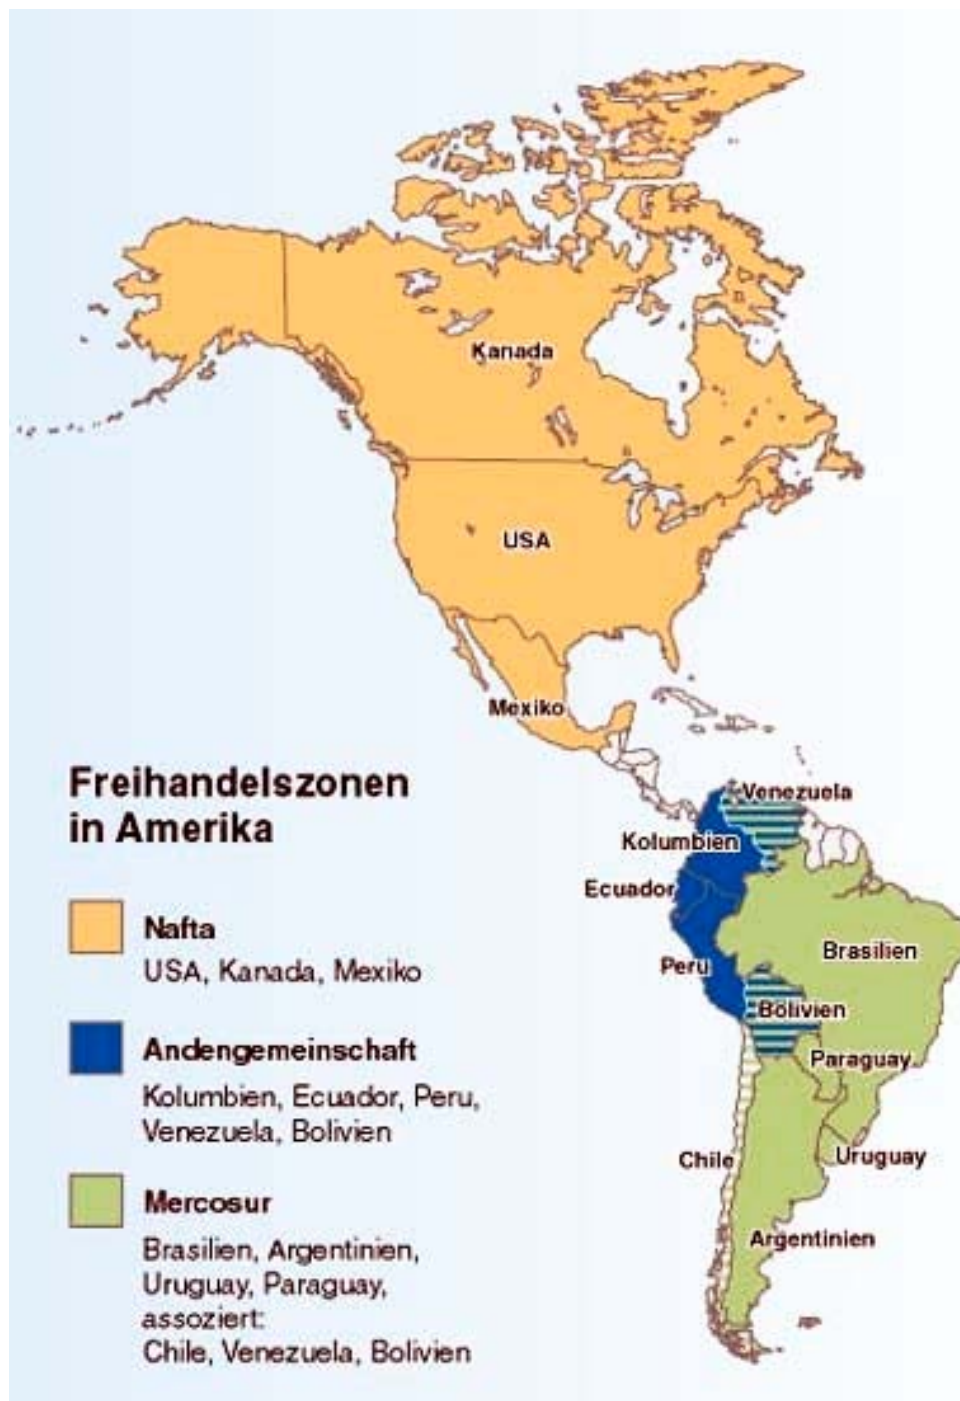 Kanada
USA
Mexiko
Freihandelszonen
in Amerika
Nafta
USA, Kanada, Mexiko
Andengemeinschaft
Kolumbien, Ecuador, Peru,
Venezuela, Bolivien
Mercosur
Brasilien, Argentinien,
Uruguay, Paraguay,
assoziert:
Chile, Venezuela, Bolivien
Venezuela
Kolumbien
Ecuador
Brasilien
Peru
Bolivien
Paraguay
Chile
Uruguay
Argentinien